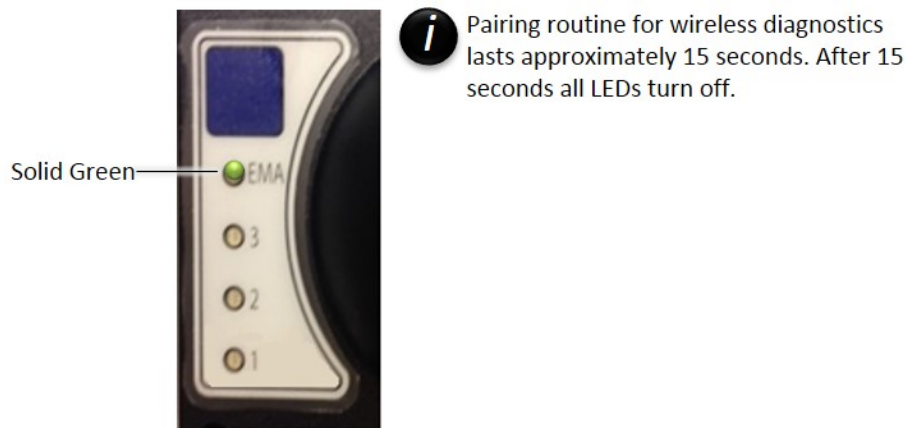 i
Pairing routine for wireless diagnostics
lasts approximately 15 seconds. After 15
seconds all LEDs turn off.
Solid Green
EMA
3
2
1